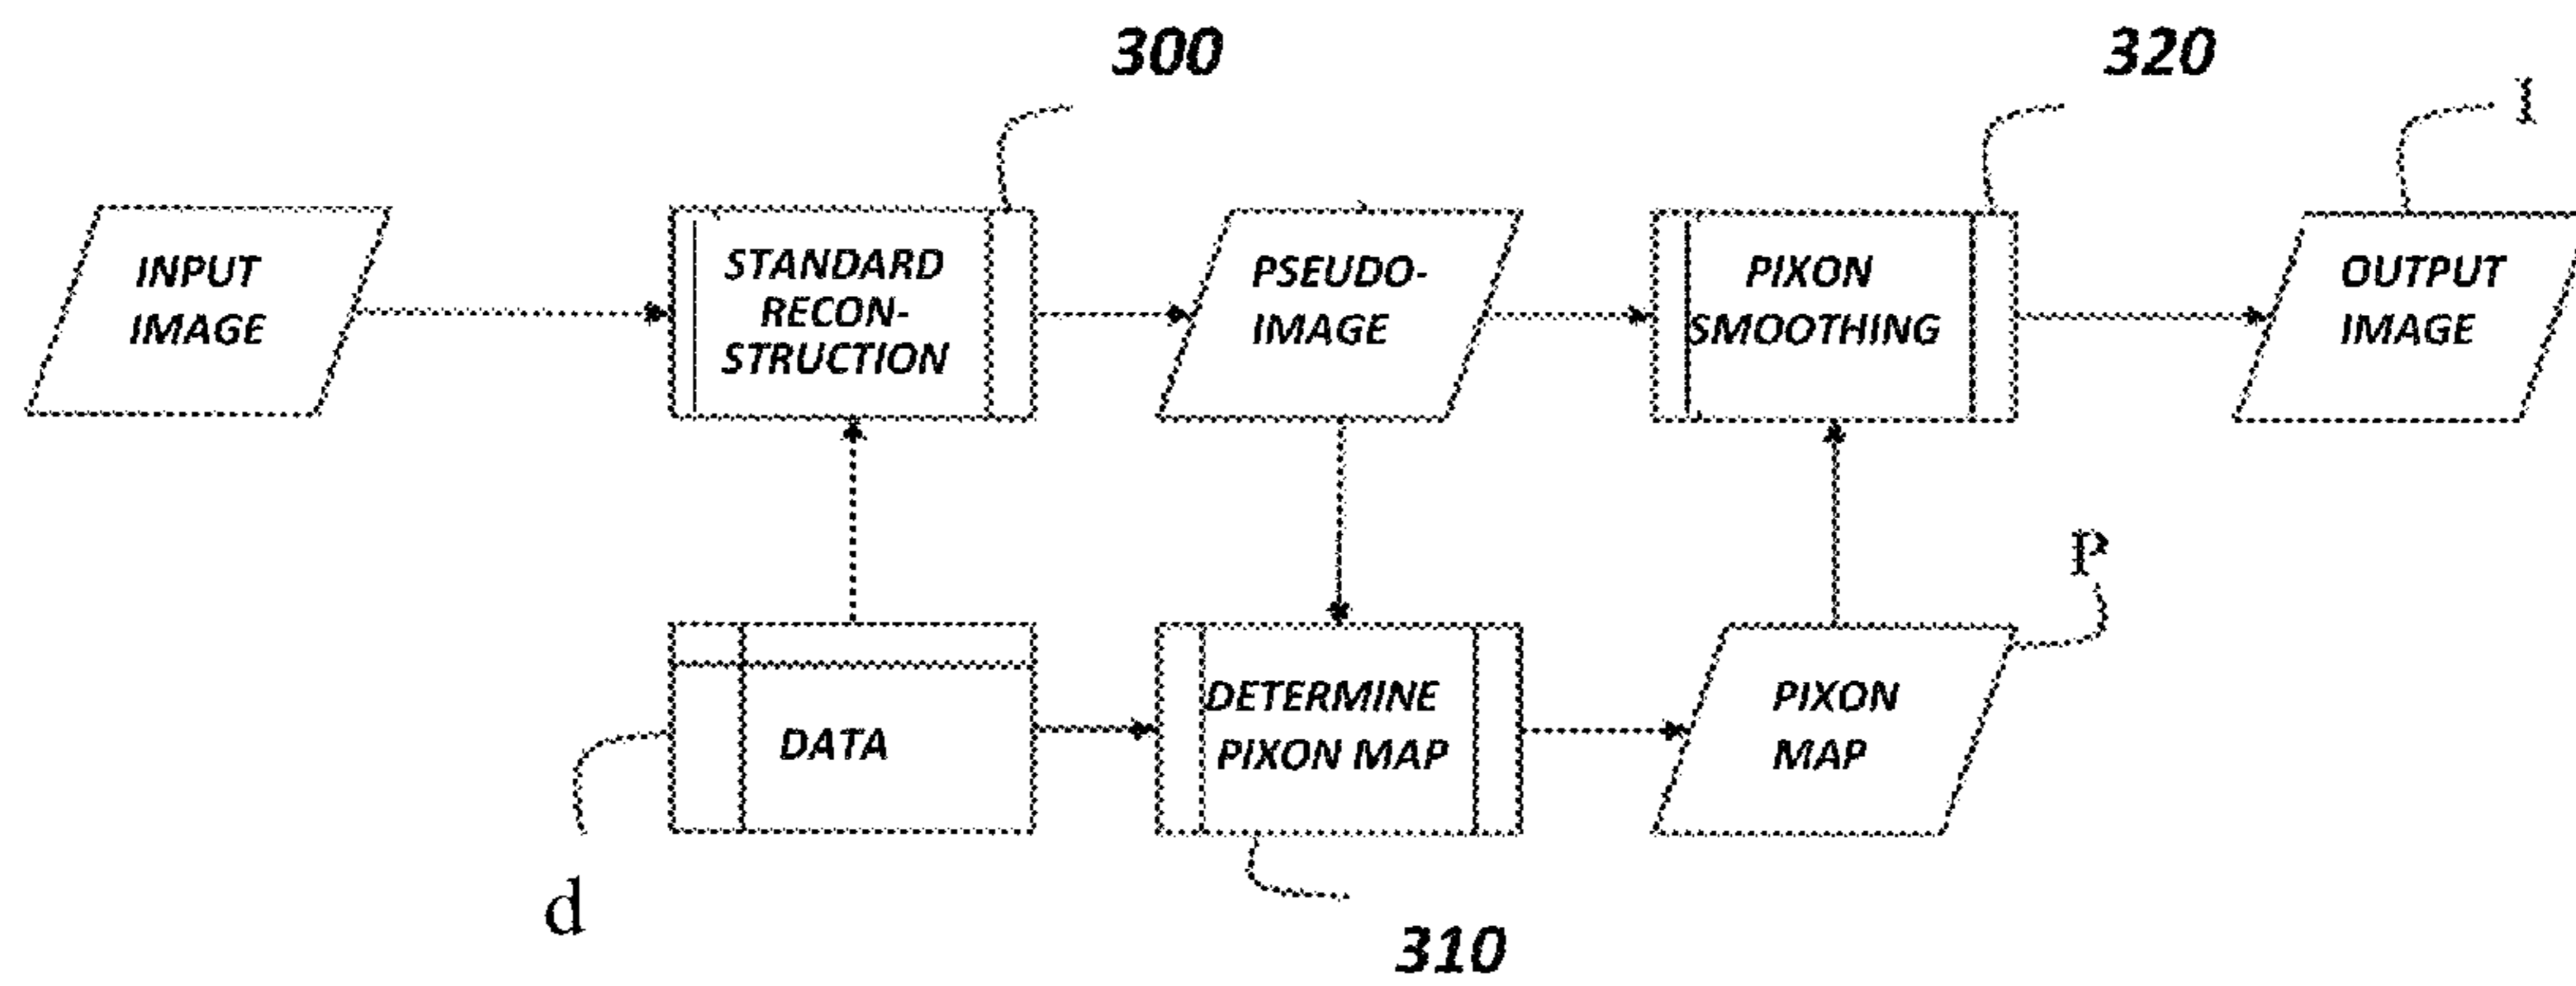 300
320
I
INPUT
IMAGE
STANDARD
RECON-
STRUCTION
PSEUDO-
IMAGE
PIXON
SMOOTHING
OUTPUT
IMAGE
P
DATA
DETERMINE
PIXON MAP
PIXON
MAP
d
310